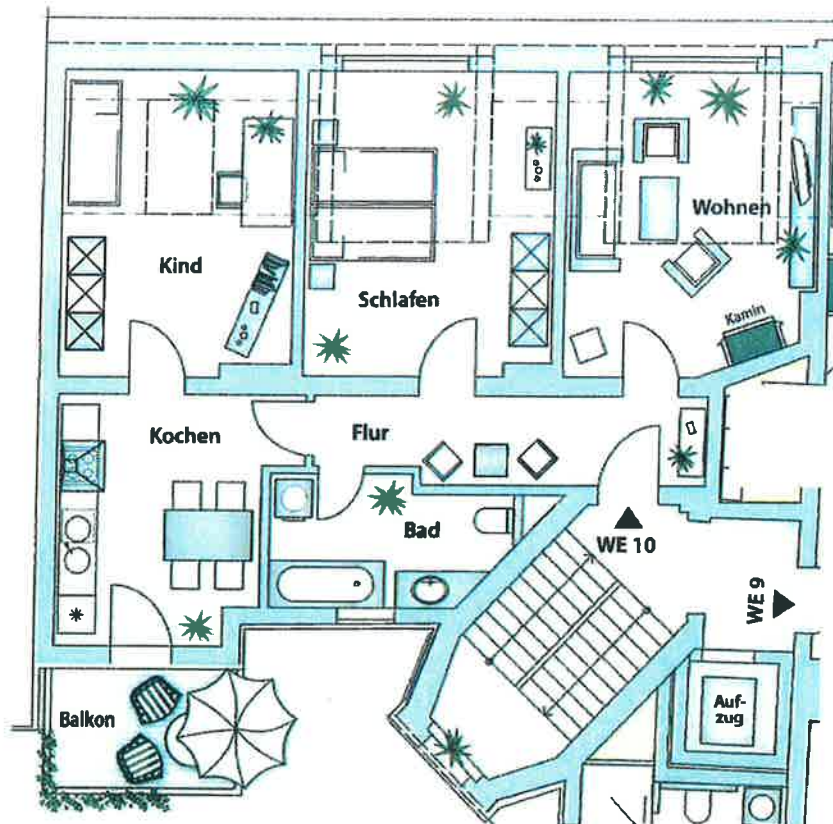 Kind
Schlafen
Wohnen
Kamin
Kochen
Flur
Bad
WE 10
WE 9
Balkon
Auf-
zug